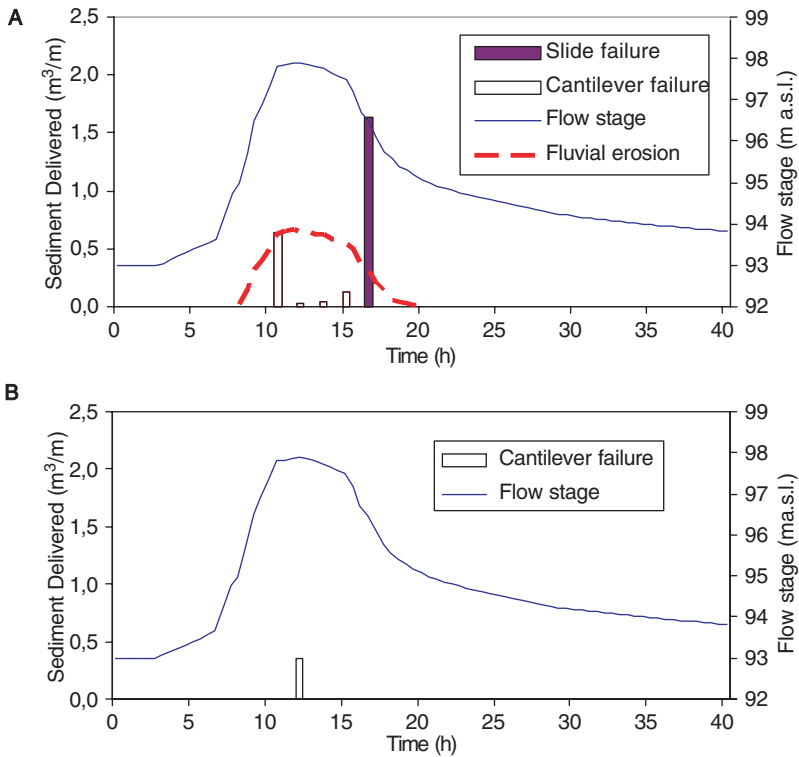 A
Sediment Delivered (m³/m)
2,5
2,0
1,5
1,0
0,5
0,0
Slide failure
Cantilever failure
Flow stage
Fluvial erosion
99
98
97
96
95
94
93
92
Flow stage (m a.s.l.)
0 5 10 15 20 25 30 35 40
Time (h)
B
Sediment Delivered (m³/m)
2,5
2,0
1,5
1,0
0,5
0,0
Cantilever failure
Flow stage
99
98
97
96
95
94
93
92
Flow stage (ma.s.l.)
0 5 10 15 20 25 30 35 40
Time (h)